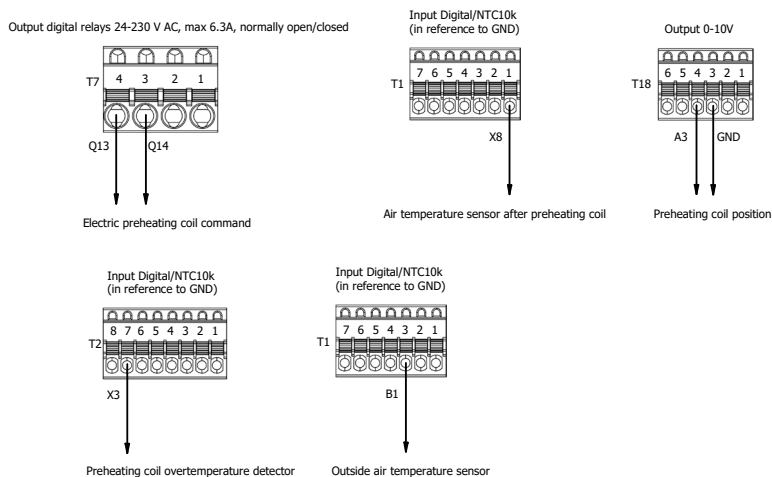 Output digital relays 24-230 V AC, max 6.3A, normally open/closed
T7
4 3 2 1
Q13 Q14
Electric preheating coil command
Input Digital/NTC10k
(in reference to GND)
T1
7 6 5 4 3 2 1
X8
Air temperature sensor after preheating coil
Output 0-10V
T18
6 5 4 3 2 1
A3 GND
Preheating coil position
Input Digital/NTC10k
(in reference to GND)
T2
8 7 6 5 4 3 2 1
X3
Preheating coil overtemperature detector
Input Digital/NTC10k
(in reference to GND)
T1
7 6 5 4 3 2 1
B1
Outside air temperature sensor